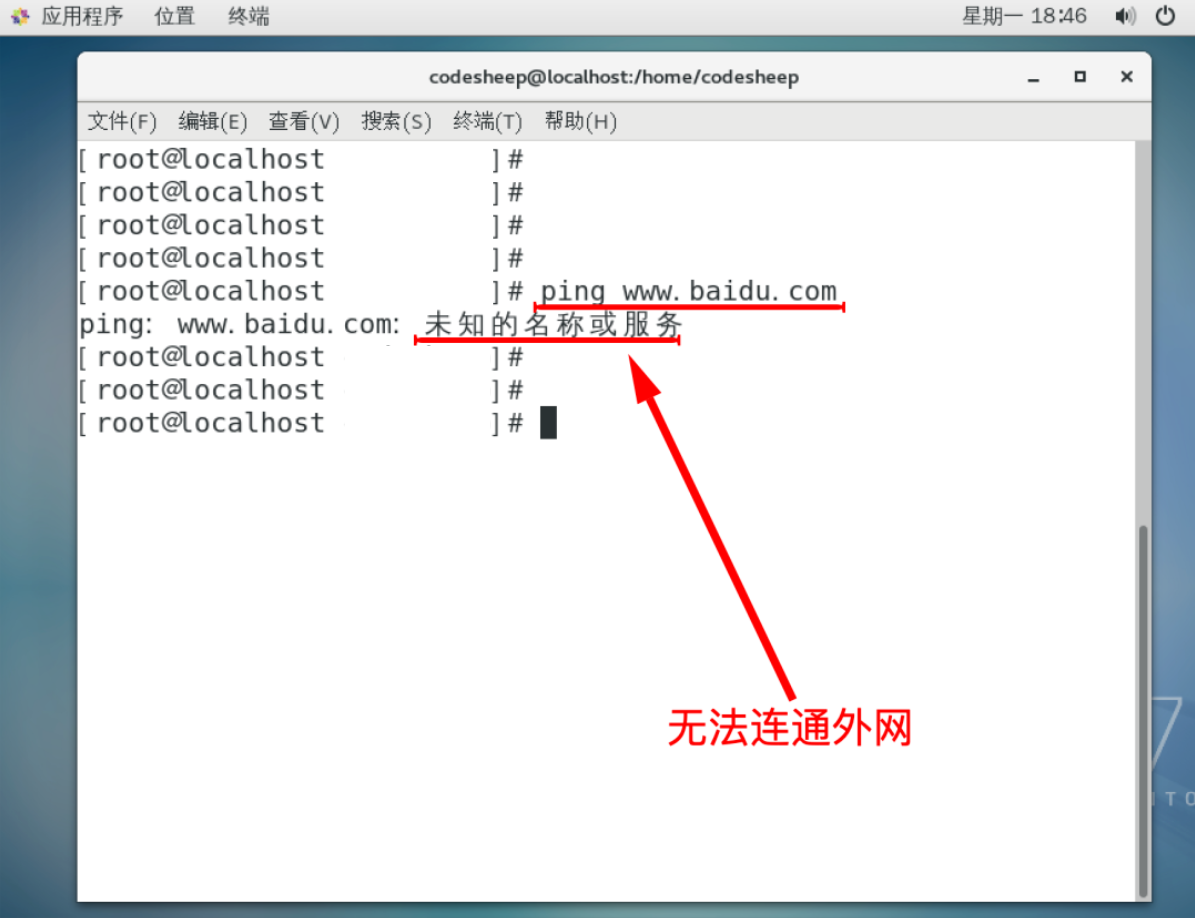 应用程序 位置 终端 星期一 18:46
codesheep@localhost:/home/codesheep
文件(F) 编辑(E) 查看(V) 搜索(S) 终端(T) 帮助(H)
[root@localhost ]#
[root@localhost ]#
[root@localhost ]#
[root@localhost ]#
[root@localhost ]# ping www.baidu.com
ping: www.baidu.com: 未知的名称或服务
[root@localhost ]#
[root@localhost ]#
[root@localhost ]#
无法连通外网
7